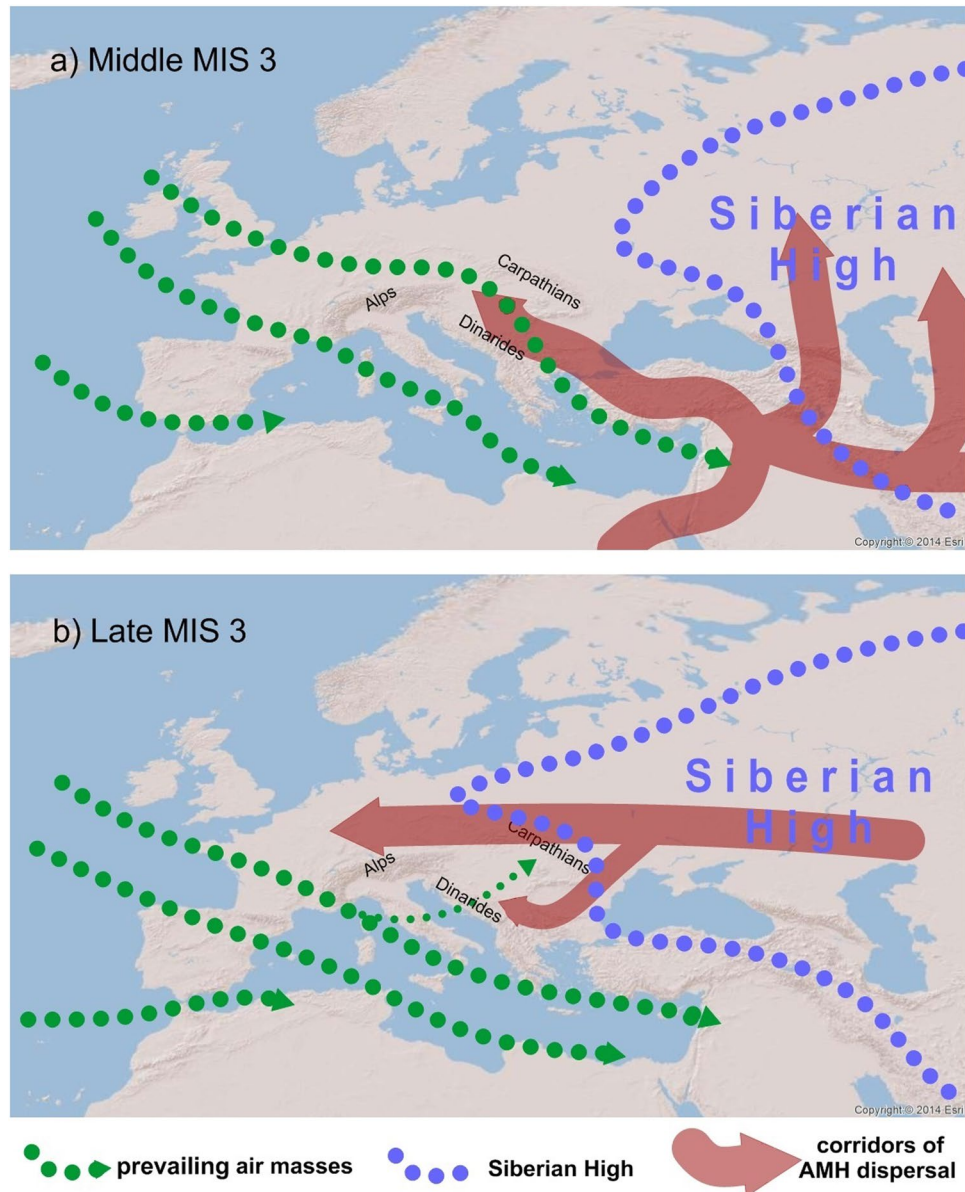 a) Middle MIS 3
Siberian
High
Carpathians
Alps
Dinarides
Copyright © 2014 Esri
b) Late MIS 3
Siberian
High
Carpathians
Alps
Dinarides
Copyright © 2014 Esri
prevailing air masses
Siberian High
corridors of
AMH dispersal